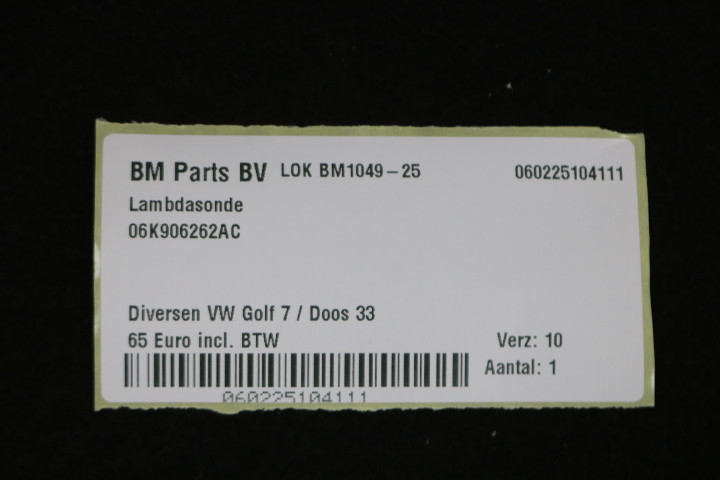 BM Parts BV LOK BM1049-25 060225104111
Lambdasonde
06K906262AC
Diversen VW Golf 7 / Doos 33
65 Euro incl. BTW Verz: 10
Aantal: 1
060225104111